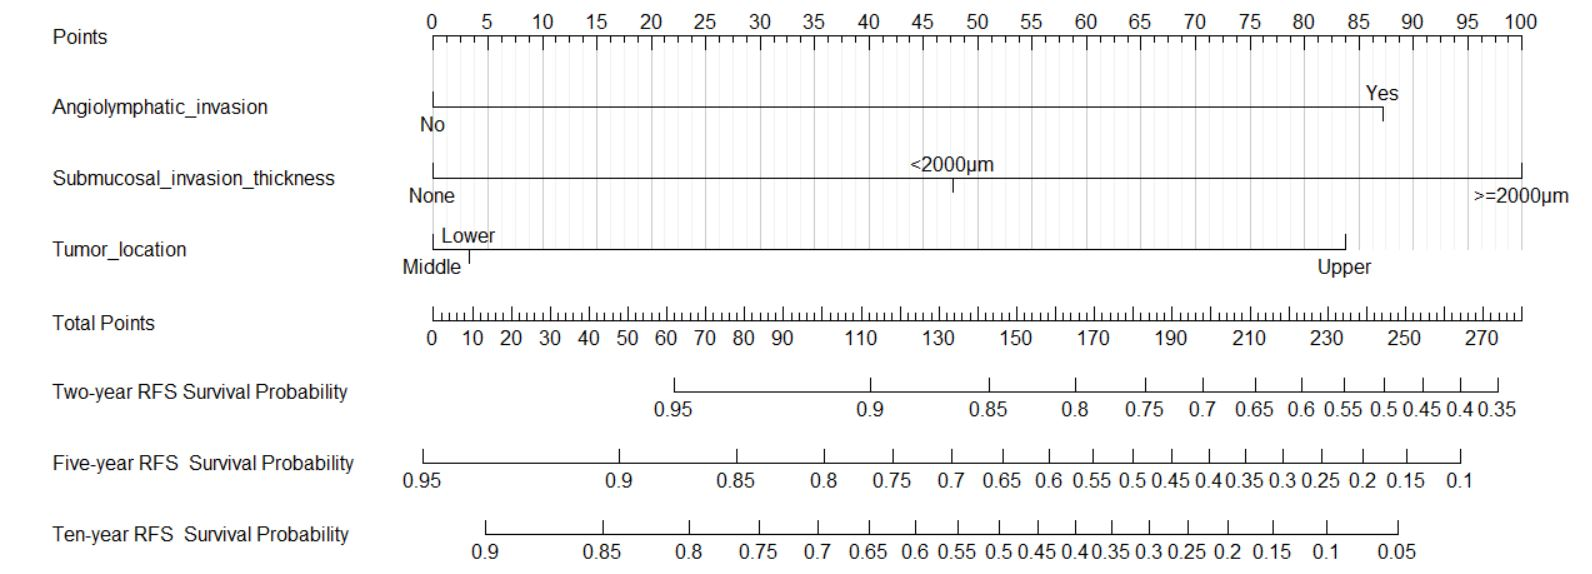 Points 0 5 10 15 20 25 30 35 40 45 50 55 60 65 70 75 80 85 90 95 100
Yes
Angiolymphatic_invasion
No
<2000µm
Submucosal_invasion_thickness
None >=2000µm
Lower
Tumor_location
Middle Upper
Total Points
0 10 20 30 40 50 60 70 80 90 110 130 150 170 190 210 230 250 270
Two-year RFS Survival Probability
0.95 0.9 0.85 0.8 0.75 0.7 0.65 0.6 0.55 0.5 0.45 0.4 0.35
Five-year RFS  Survival Probability
0.95 0.9 0.85 0.8 0.75 0.7 0.65 0.6 0.55 0.5 0.45 0.4 0.35 0.3 0.25 0.2 0.15 0.1
Ten-year RFS  Survival Probability
0.9 0.85 0.8 0.75 0.7 0.65 0.6 0.55 0.5 0.45 0.4 0.35 0.3 0.25 0.2 0.15 0.1 0.05